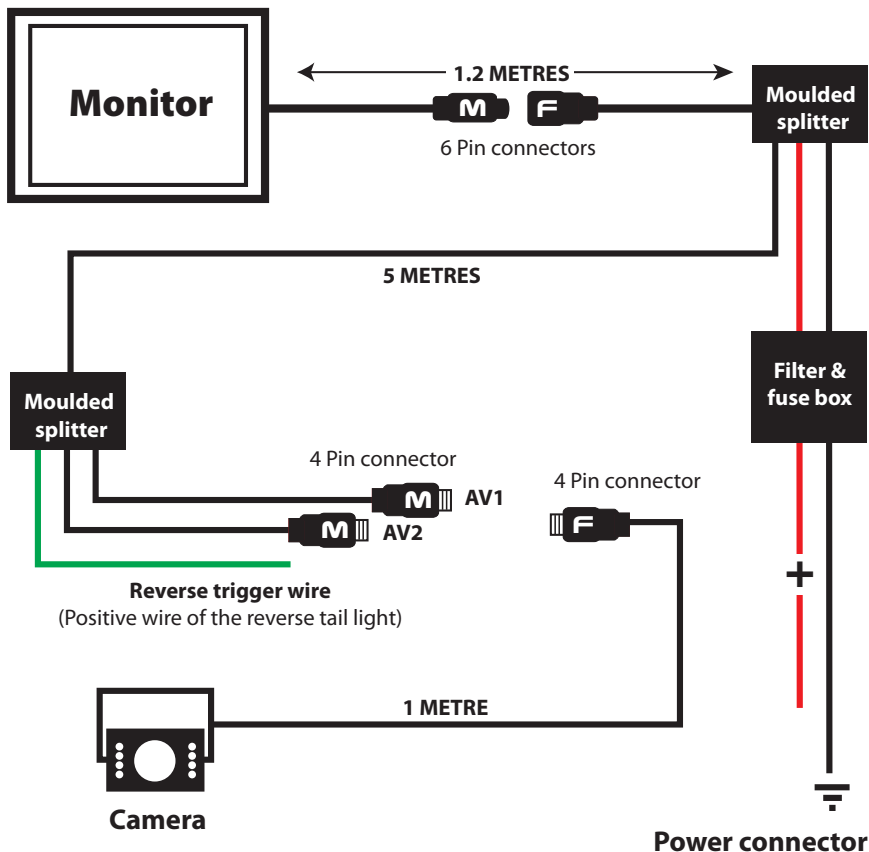 Monitor
1.2 METRES
M
F
6 Pin connectors
Moulded
splitter
5 METRES
Filter &
fuse box
Moulded
splitter
4 Pin connector
M
AV1
M
AV2
4 Pin connector
F
Reverse trigger wire
(Positive wire of the reverse tail light)
+
1 METRE
Camera
Power connector